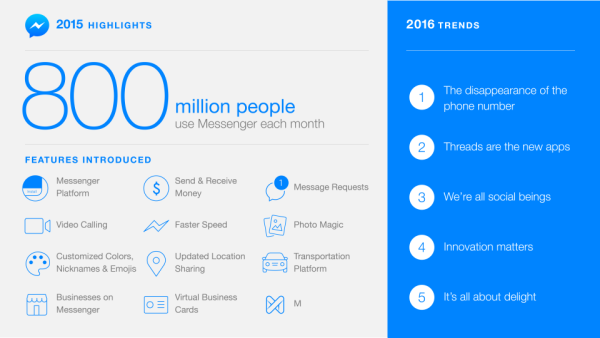 2015 HIGHLIGHTS
800
million people
use Messenger each month
FEATURES INTRODUCED
Messenger
Platform
Send & Receive
Money
$
1
Message Requests
Video Calling
Faster Speed
Photo Magic
Customized Colors,
Nicknames & Emojis
Updated Location
Sharing
Transportation
Platform
Businesses on
Messenger
Virtual Business
Cards
M
2016 TRENDS
1
The disappearance of the
phone number
2
Threads are the new apps
3
We're all social beings
4
Innovation matters
5
It's all about delight